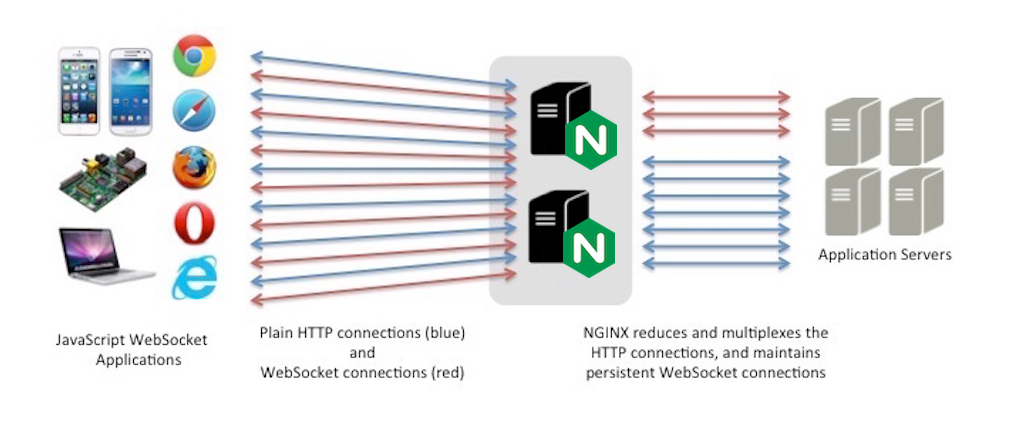 JavaScript WebSocket
Applications
Plain HTTP connections (blue)
and
WebSocket connections (red)
N
N
NGINX reduces and multiplexes the
HTTP connections, and maintains
persistent WebSocket connections
Application Servers